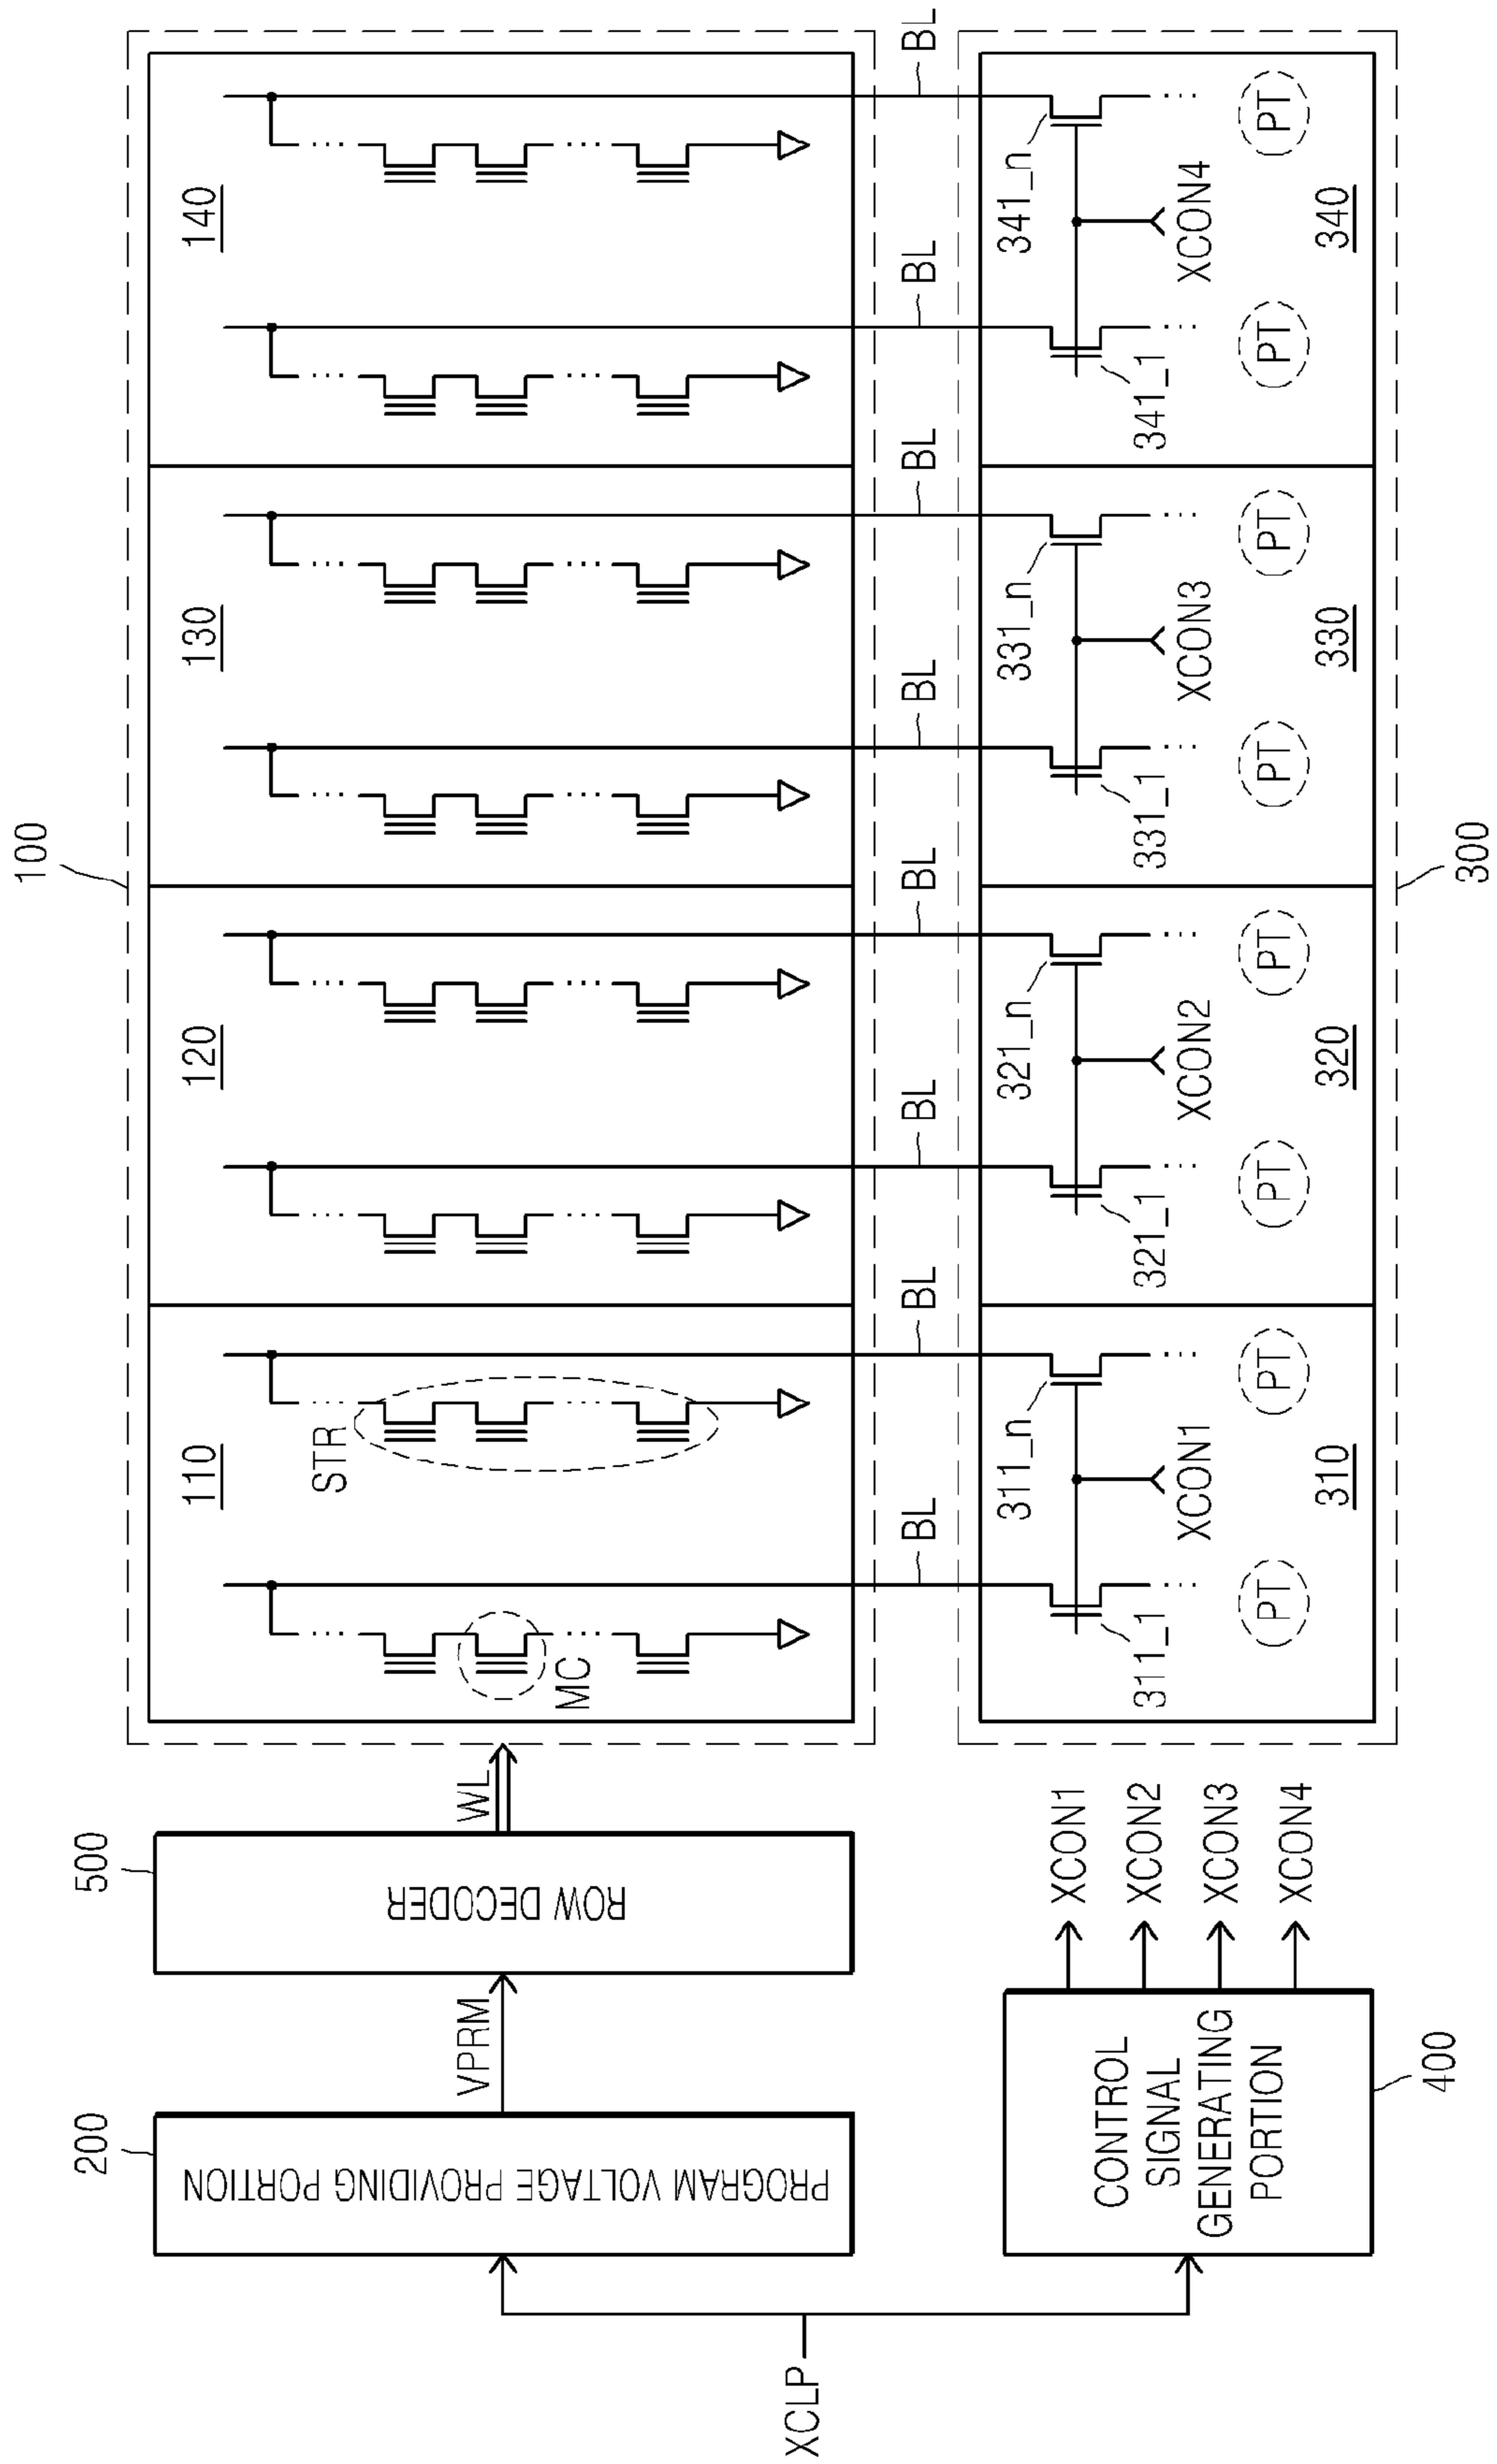 100
110
120
130
140
STR
MC
BL
BL
BL
BL
BL
BL
BL
BL
200
PROGRAM VOLTAGE PROVIDING PORTION
VPRM
500
ROW DECODER
WL
XCLP
CONTROL
SIGNAL
GENERATING
PORTION
400
XCON1
XCON2
XCON3
XCON4
311_n
321_n
331_n
341_n
311_1
321_1
331_1
341_1
XCON1
XCON2
XCON3
XCON4
PT
PT
PT
PT
PT
PT
PT
PT
310
320
330
340
300